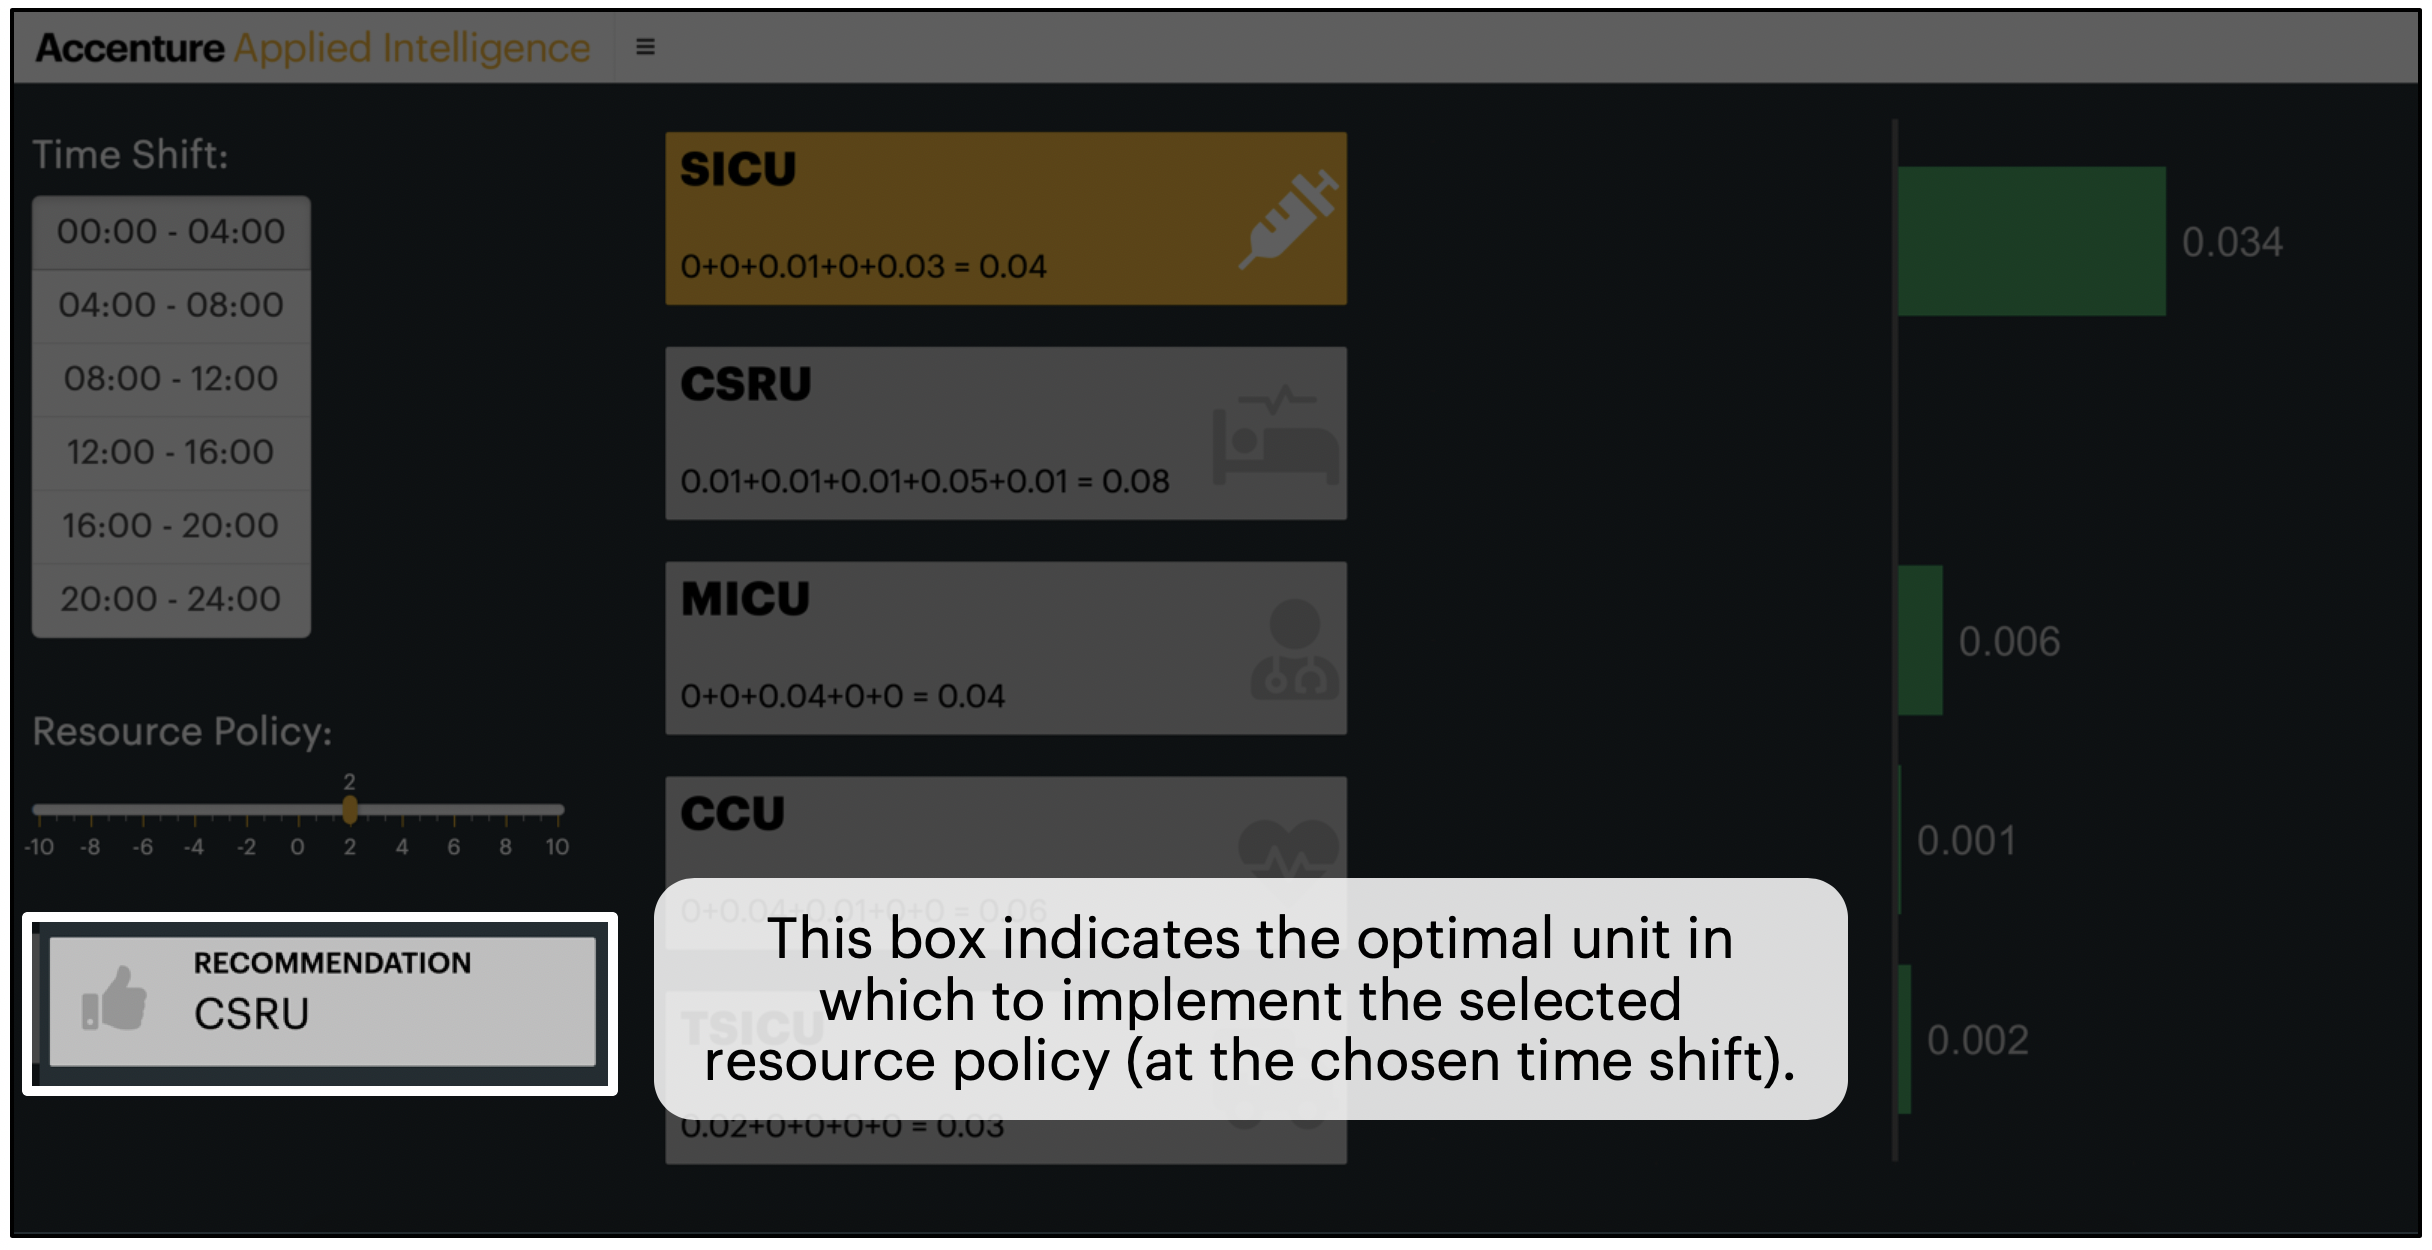 Accenture Applied Intelligence
Time Shift:
00:00 - 04:00
04:00 - 08:00
08:00 - 12:00
12:00 - 16:00
16:00 - 20:00
20:00 - 24:00
Resource Policy:
2
-10 -8 -6 -4 -2 0 2 4 6 8 10
RECOMMENDATION
CSRU
SICU
0+0+0.01+0+0.03 = 0.04
CSRU
0.01+0.01+0.01+0.05+0.01 = 0.08
MICU
0+0+0.04+0+0 = 0.04
CCU
0+0.04+0.01+0+0 = 0.06
TSICU
0.02+0+0+0+0 = 0.03
This box indicates the optimal unit in
which to implement the selected
resource policy (at the chosen time shift).
0.034
0.006
0.001
0.002